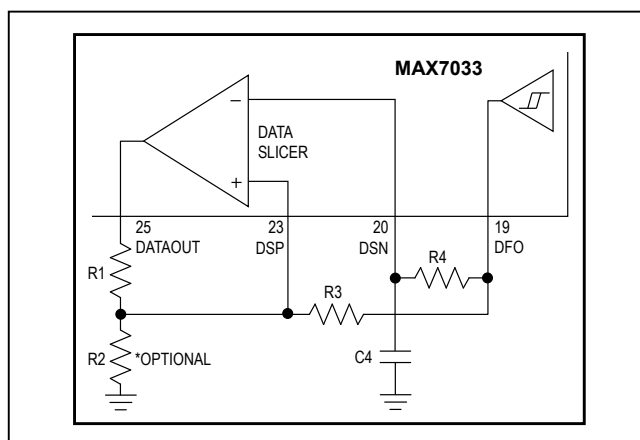 MAX7033
DATA
SLICER
25
DATAOUT
23
DSP
20
DSN
19
DFO
R1
R3
R4
R2
*OPTIONAL
C4